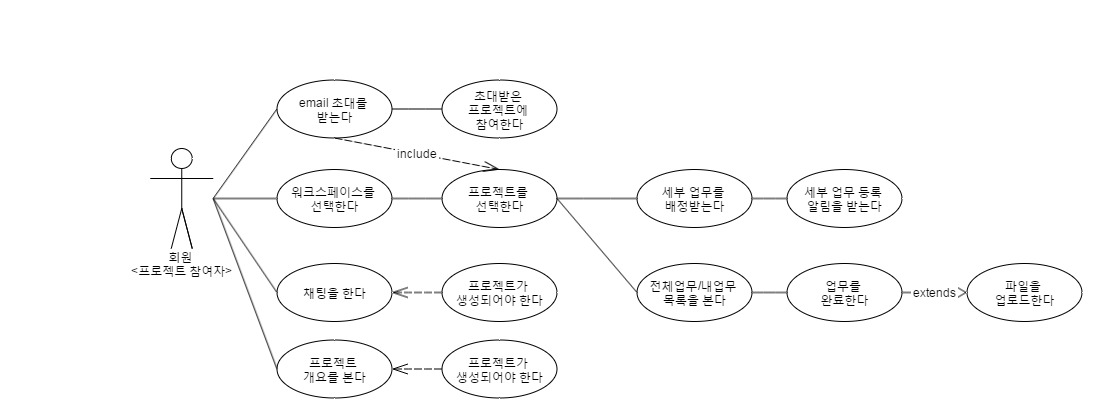 email 초대를
받는다
초대받은
프로젝트에
참여한다
include
회원
<프로젝트 참여자>
워크스페이스를
선택한다
프로젝트를
선택한다
세부 업무를
배정받는다
세부 업무 등록
알림을 받는다
채팅을 한다
프로젝트가
생성되어야 한다
전체업무/내업무
목록을 본다
업무를
완료한다
extends
파일을
업로드한다
프로젝트
개요를 본다
프로젝트가
생성되어야 한다